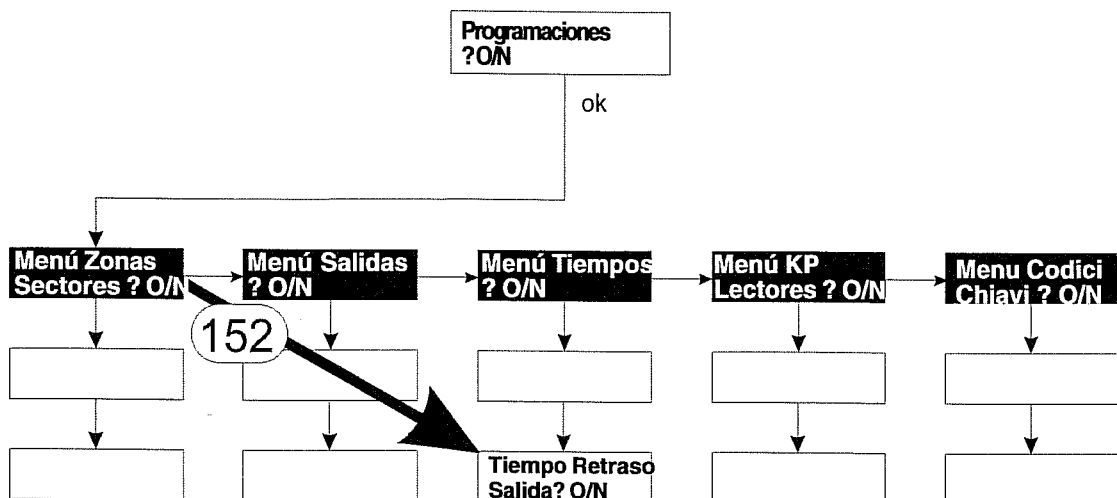 Programaciones
?O/N
ok
Menú Zonas
Sectores ? O/N
Menú Salidas
? O/N
Menú Tiempos
? O/N
Menú KP
Lectores ? O/N
Menu Codici
Chiavi ? O/N
152
Tiempo Retraso
Salida? O/N